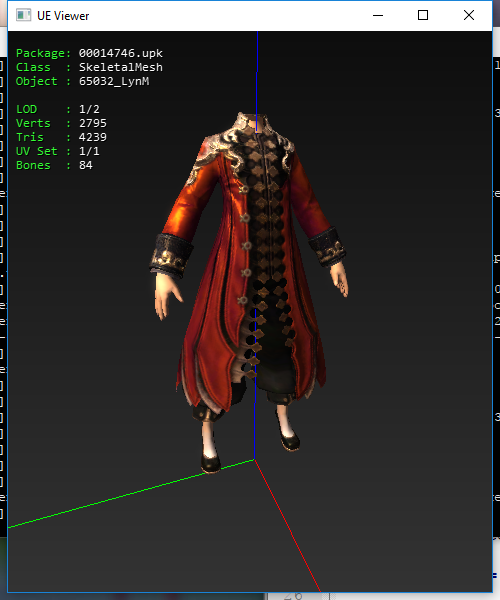 UE Viewer
Package: 00014746.upk
Class  : SkeletalMesh
Object : 65032_LynM
LOD    : 1/2
Verts  : 2795
Tris   : 4239
UV Set : 1/1
Bones  : 84